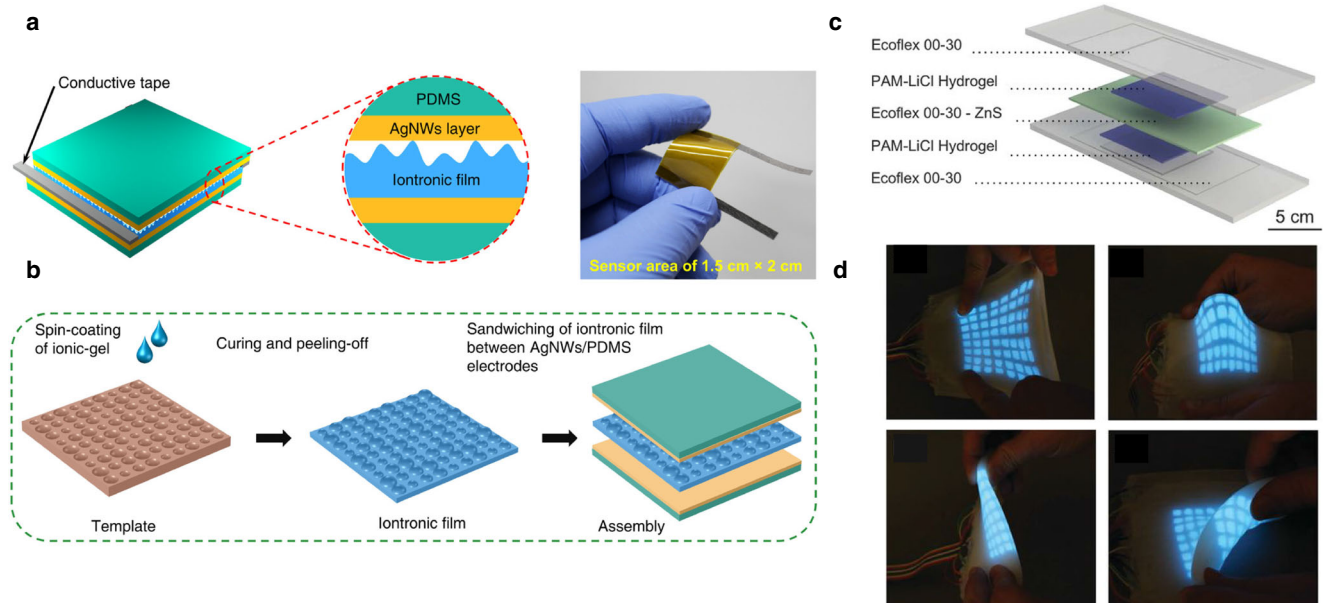 a
Conductive tape
PDMS
AgNWs layer
Iontronic film
Sensor area of 1.5 cm × 2 cm
b
Spin-coating
of ionic-gel
Curing and peeling-off
Sandwiching of iontronic film
between AgNWs/PDMS
electrodes
Template
Iontronic film
Assembly
c
Ecoflex 00-30
PAM-LiCl Hydrogel
Ecoflex 00-30 - ZnS
PAM-LiCl Hydrogel
Ecoflex 00-30
5 cm
d